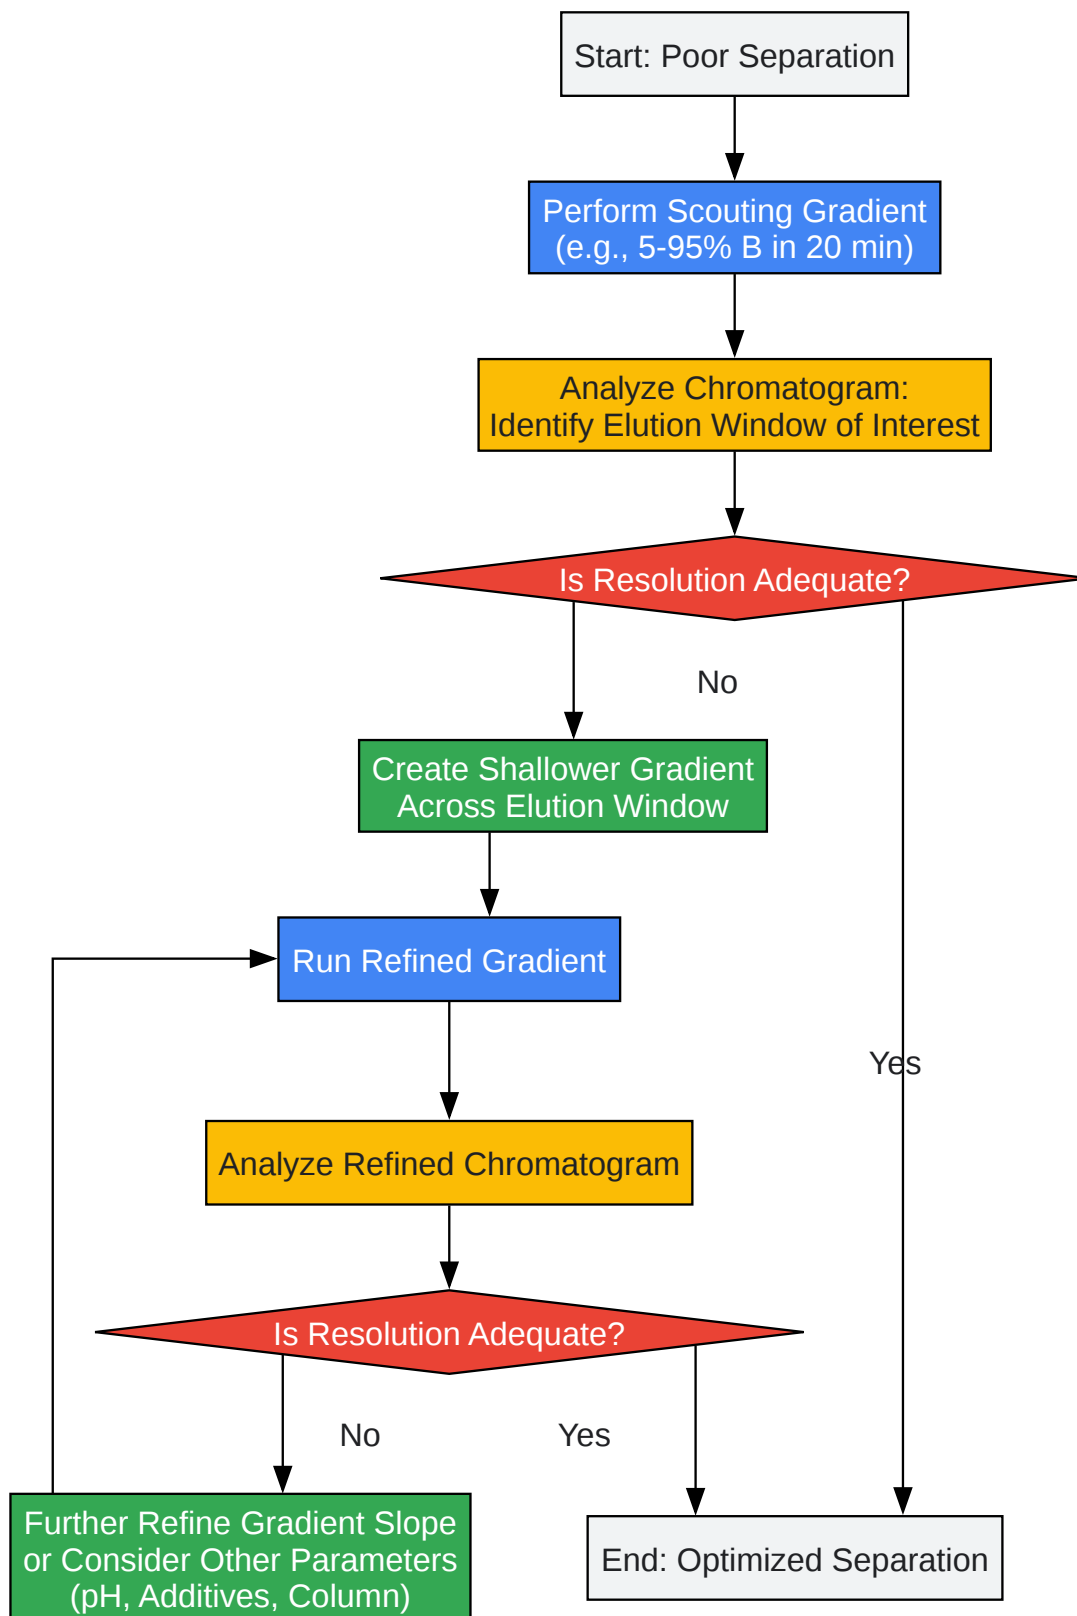 Start: Poor Separation
Perform Scouting Gradient
(e.g., 5-95% B in 20 min)
Analyze Chromatogram:
Identify Elution Window of Interest
Is Resolution Adequate?
No
Create Shallower Gradient
Across Elution Window
Run Refined Gradient
Yes
Analyze Refined Chromatogram
Is Resolution Adequate?
No
Yes
Further Refine Gradient Slope
or Consider Other Parameters
(pH, Additives, Column)
End: Optimized Separation